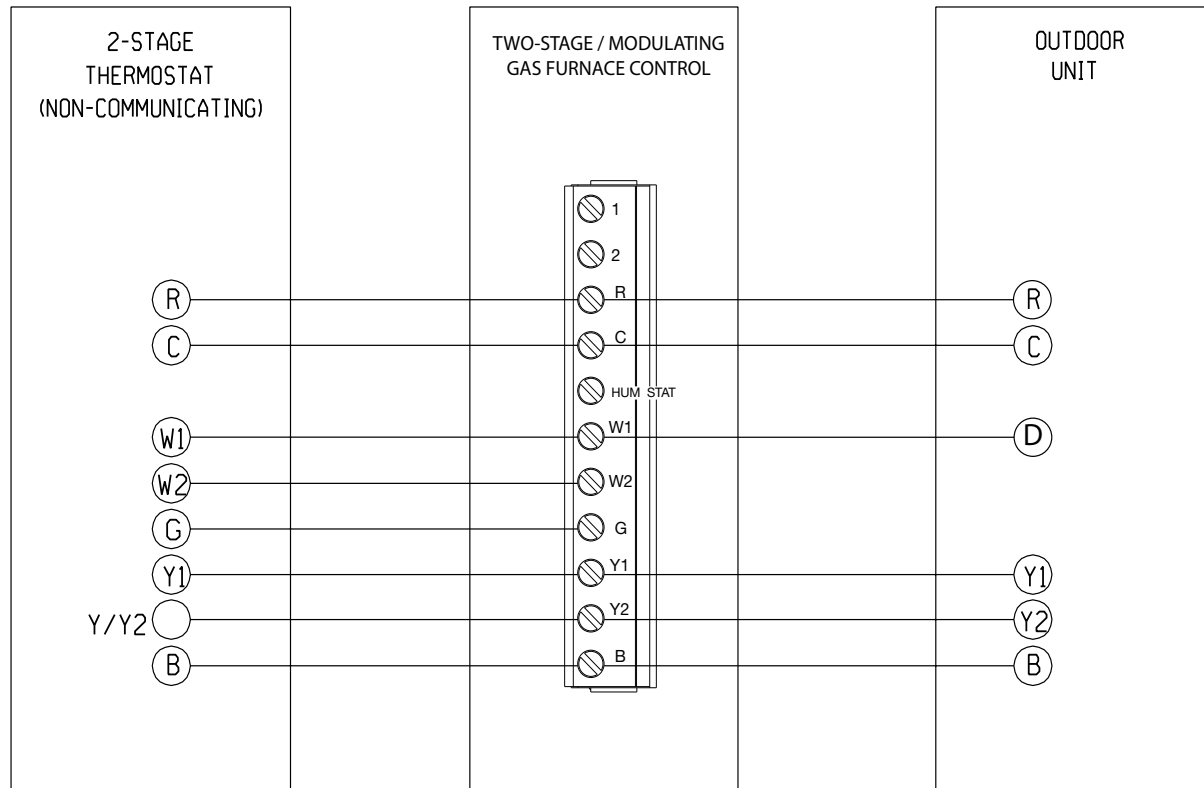 2-STAGE
THERMOSTAT
(NON-COMMUNICATING)
TWO-STAGE / MODULATING
GAS FURNACE CONTROL
OUTDOOR
UNIT
1
2
R R R
C C C
HUM STAT
W1 W1 D
W2 W2
G G
Y1 Y1 Y1
Y/Y2 Y2 Y2
B B B